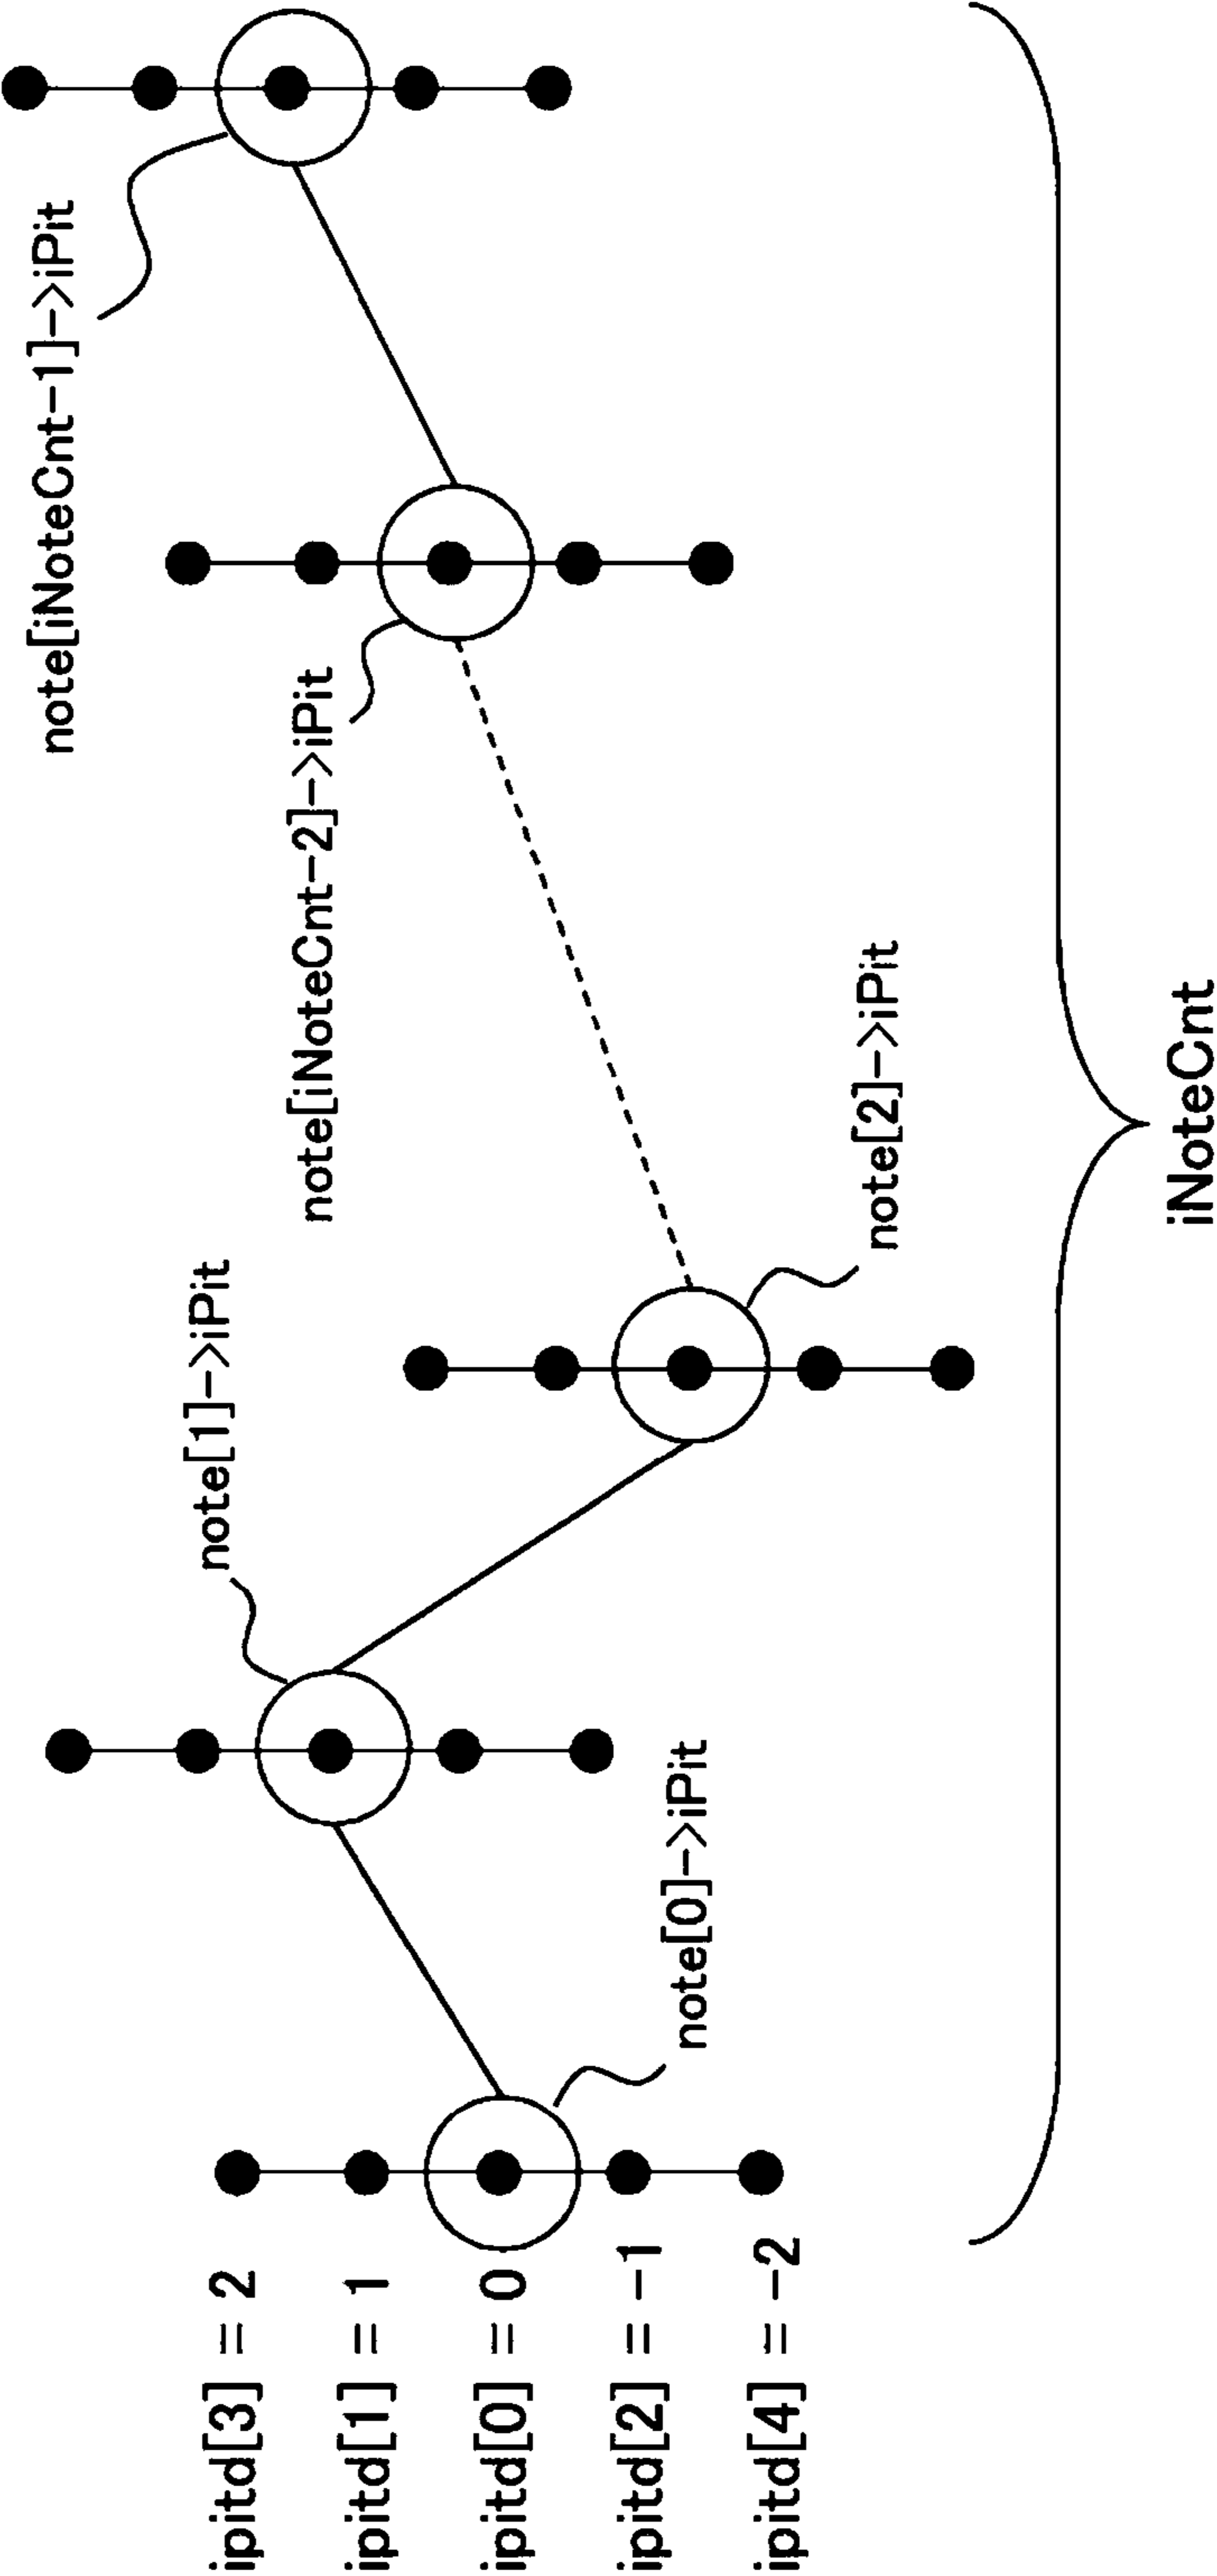 note[iNoteCnt-1]->iPit
note[iNoteCnt-2]->iPit
note[1]->iPit
note[2]->iPit
note[0]->iPit
ipitd[3] = 2
ipitd[1] = 1
ipitd[0] = 0
ipitd[2] = -1
ipitd[4] = -2
iNoteCnt